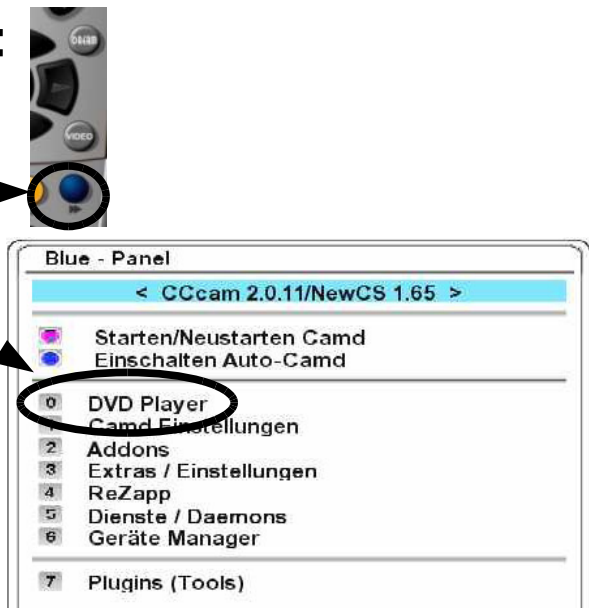 :
DREAM
VIDEO
Blue - Panel
< CCcam 2.0.11/NewCS 1.65 >
Starten/Neustarten Camd
Einschalten Auto-Camd
0 DVD Player
1 Camd Einstellungen
2 Addons
3 Extras / Einstellungen
4 ReZapp
5 Dienste / Daemons
6 Geräte Manager
7 Plugins (Tools)